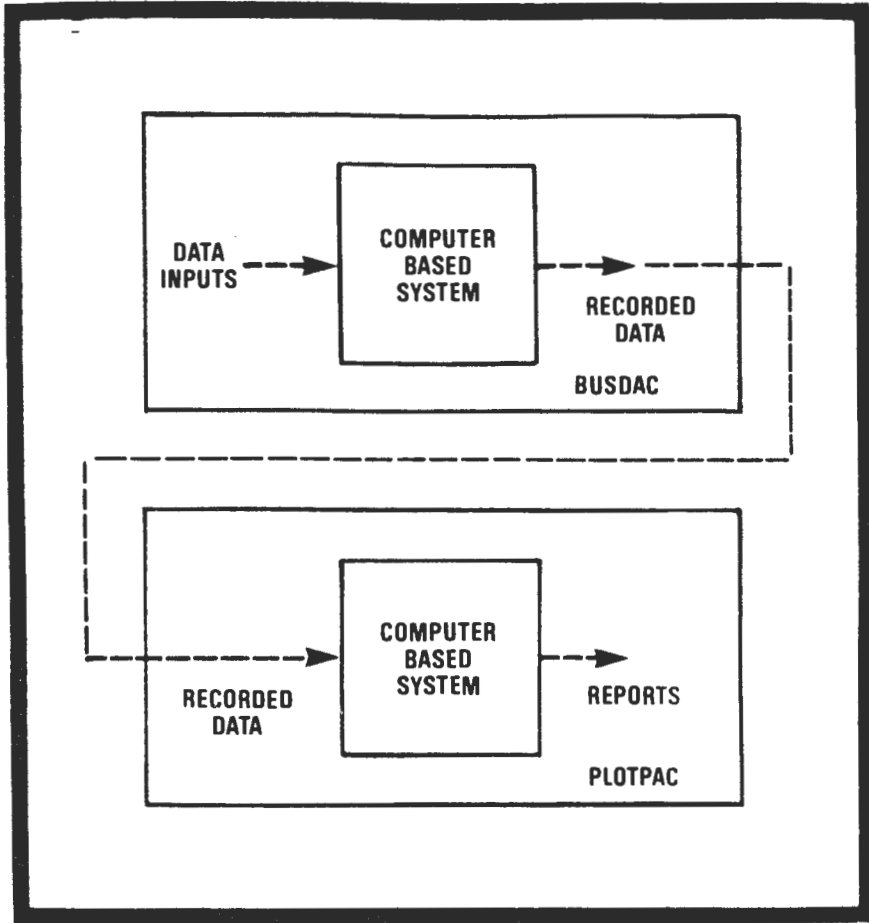 DATA
INPUTS
COMPUTER
BASED
SYSTEM
RECORDED
DATA
BUSDAC
RECORDED
DATA
COMPUTER
BASED
SYSTEM
REPORTS
PLOTPAC